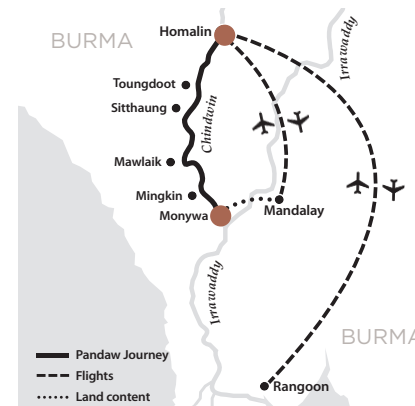 Homalin
BURMA
Irrawaddy
Toungdoot
Sitthaung
Chindwin
Mawlaik
Mingkin
Monywa
Mandalay
Irrawaddy
BURMA
Pandaw Journey
Flights
Land content
Rangoon